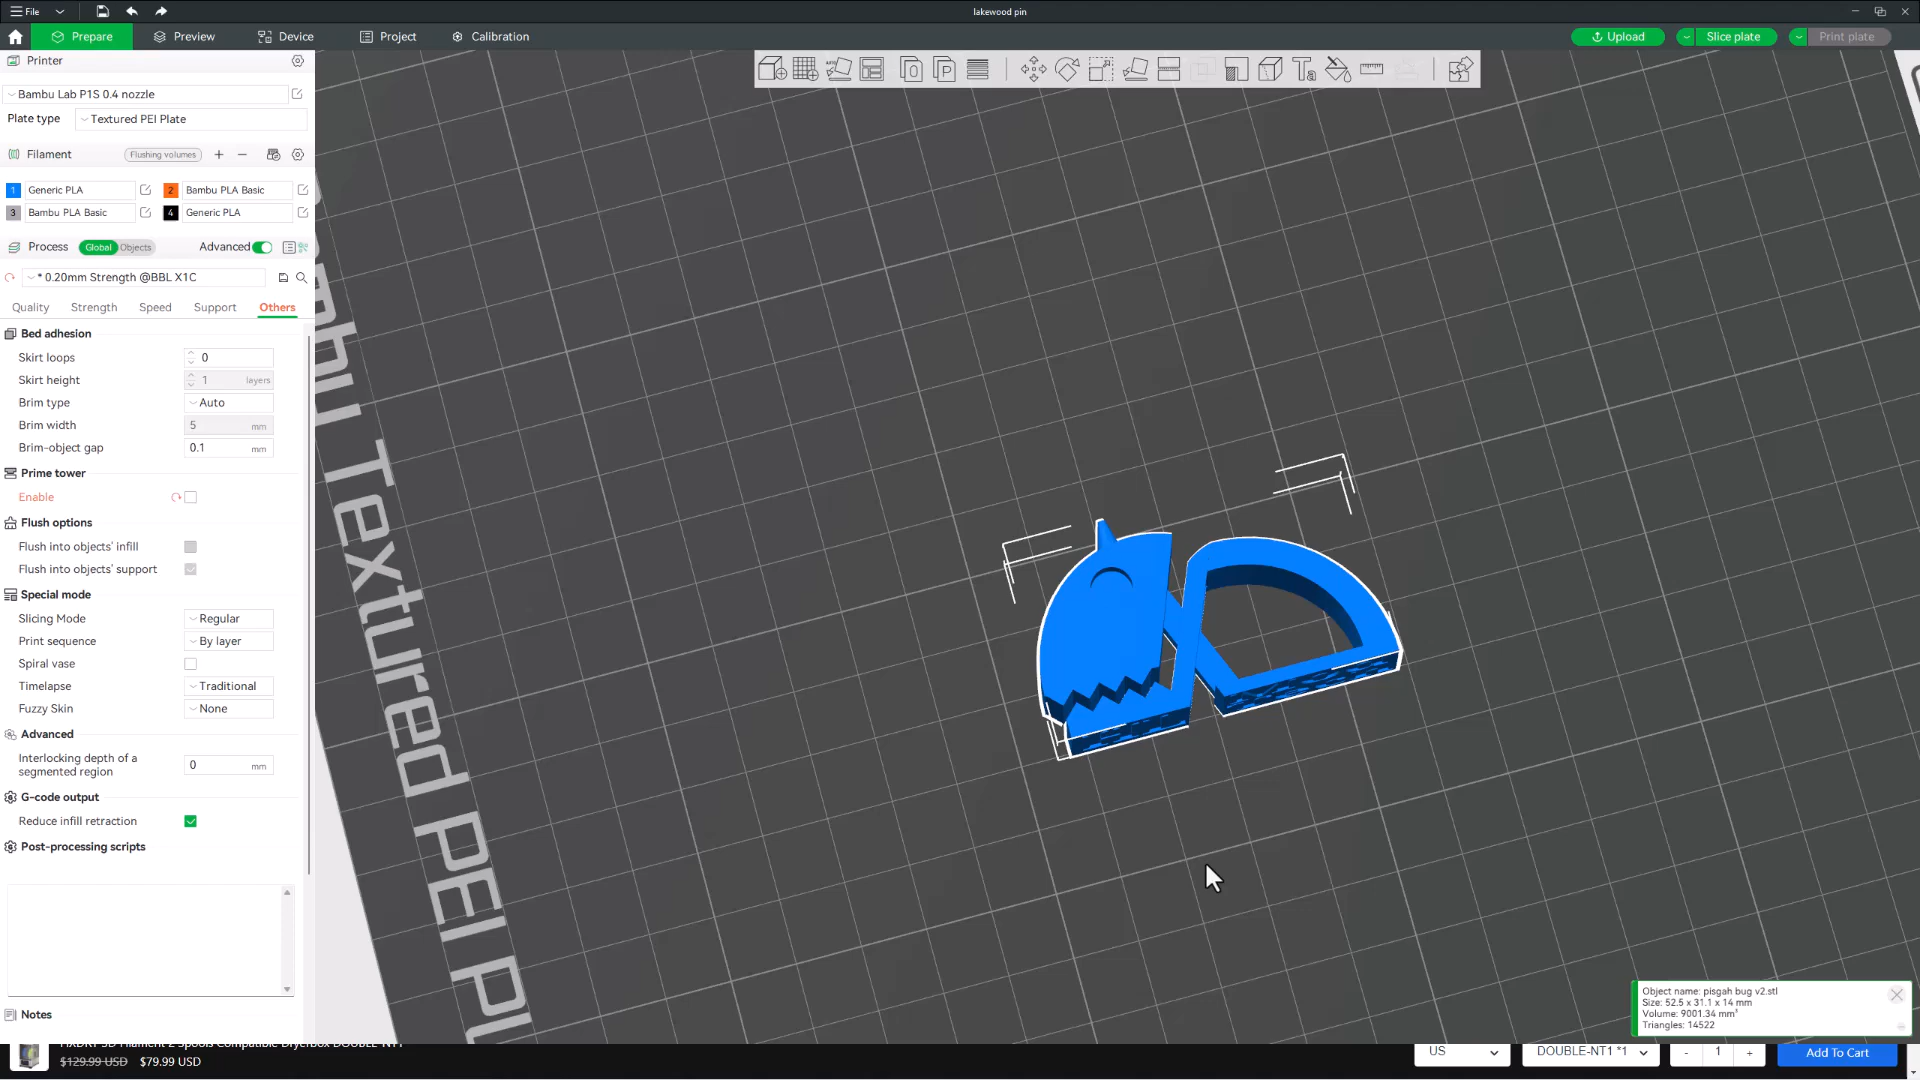 File
lakewood pin
Prepare
Preview
Device
Project
Calibration
Upload
Slice plate
Print plate
Printer
Bambu Lab P1S 0.4 nozzle
Plate type
Textured PEI Plate
Filament
Flushing volumes
1 Generic PLA
2 Bambu PLA Basic
3 Bambu PLA Basic
4 Generic PLA
Process
Global Objects
Advanced
* 0.20mm Strength @BBL X1C
Quality
Strength
Speed
Support
Others
Bed adhesion
Skirt loops 0
Skirt height 1 layers
Brim type Auto
Brim width 5 mm
Brim-object gap 0.1 mm
Prime tower
Enable
Flush options
Flush into objects' infill
Flush into objects' support
Special mode
Slicing Mode Regular
Print sequence By layer
Spiral vase
Timelapse Traditional
Fuzzy Skin None
Advanced
Interlocking depth of a
segmented region 0 mm
G-code output
Reduce infill retraction
Post-processing scripts
Notes
Textured PEI Pl
Object name: pisgah bug v2.stl
Size: 52.5 x 31.1 x 14 mm
Volume: 9001.34 mm³
Triangles: 14522
$129.99 USD $79.99 USD
US
DOUBLE-NT1 *1
- 1 +
Add To Cart